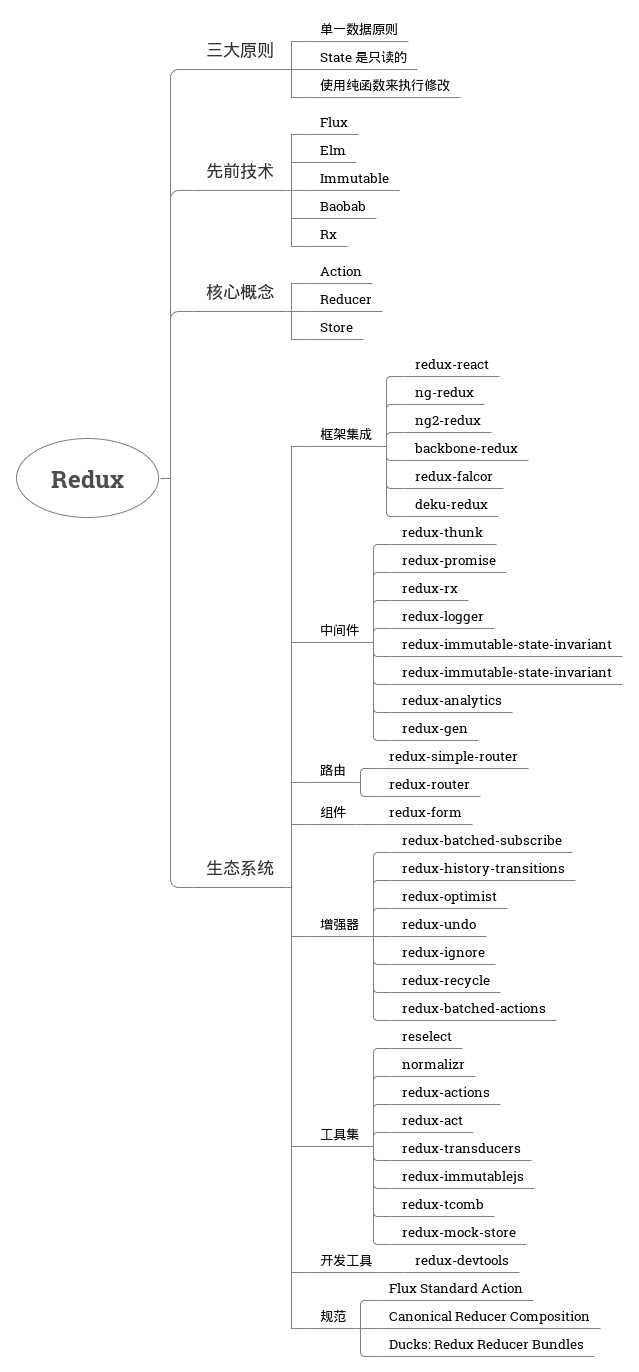 Redux
三大原则
单一数据原则
State 是只读的
使用纯函数来执行修改
先前技术
Flux
Elm
Immutable
Baobab
Rx
核心概念
Action
Reducer
Store
生态系统
框架集成
redux-react
ng-redux
ng2-redux
backbone-redux
redux-falcor
deku-redux
中间件
redux-thunk
redux-promise
redux-rx
redux-logger
redux-immutable-state-invariant
redux-immutable-state-invariant
redux-analytics
redux-gen
路由
redux-simple-router
redux-router
组件
redux-form
增强器
redux-batched-subscribe
redux-history-transitions
redux-optimist
redux-undo
redux-ignore
redux-recycle
redux-batched-actions
工具集
reselect
normalizr
redux-actions
redux-act
redux-transducers
redux-immutablejs
redux-tcomb
redux-mock-store
开发工具
redux-devtools
规范
Flux Standard Action
Canonical Reducer Composition
Ducks: Redux Reducer Bundles